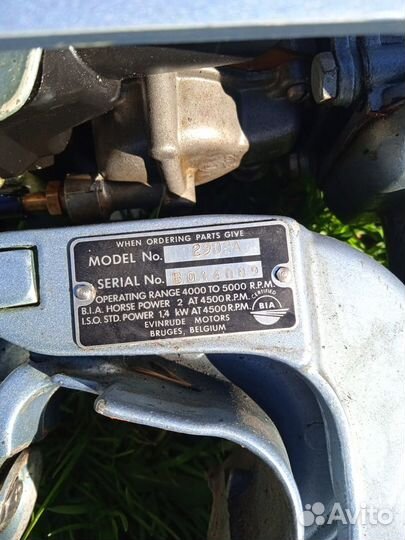 WHEN ORDERING PARTS GIVE
MODEL No.
SERIAL No.
OPERATING RANGE 4000 TO 5000 R.P.M.
B.I.A. HORSE POWER 2 AT 4500 R.P.M.
I.S.O. STD. POWER 1,4 kW AT 4500 R.P.M.
EVINRUDE MOTORS
BRUGES, BELGIUM
CERTIFIED
BIA
Avito